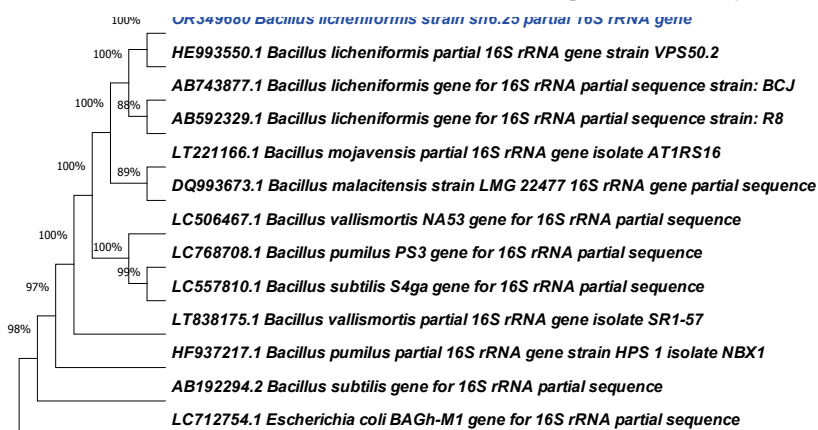 100% OR349680 Bacillus licheniformis strain sh6.25 partial 16S rRNA gene
100% HE993550.1 Bacillus licheniformis partial 16S rRNA gene strain VPS50.2
AB743877.1 Bacillus licheniformis gene for 16S rRNA partial sequence strain: BCJ
100% 88%
AB592329.1 Bacillus licheniformis gene for 16S rRNA partial sequence strain: R8
LT221166.1 Bacillus mojavensis partial 16S rRNA gene isolate AT1RS16
100% 89%
DQ993673.1 Bacillus malacitensis strain LMG 22477 16S rRNA gene partial sequence
LC506467.1 Bacillus vallismortis NA53 gene for 16S rRNA partial sequence
100%
100% LC768708.1 Bacillus pumilus PS3 gene for 16S rRNA partial sequence
99%
97% LC557810.1 Bacillus subtilis S4ga gene for 16S rRNA partial sequence
LT838175.1 Bacillus vallismortis partial 16S rRNA gene isolate SR1-57
98%
HF937217.1 Bacillus pumilus partial 16S rRNA gene strain HPS 1 isolate NBX1
AB192294.2 Bacillus subtilis gene for 16S rRNA partial sequence
LC712754.1 Escherichia coli BAGh-M1 gene for 16S rRNA partial sequence